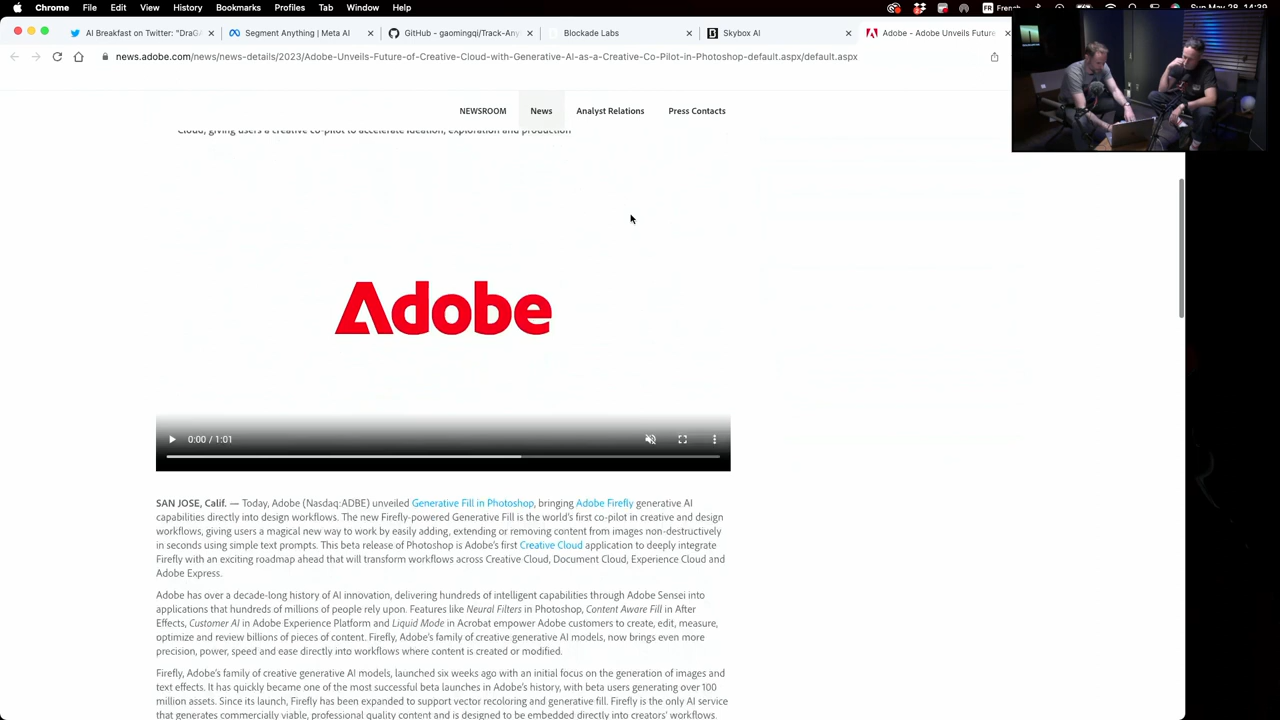 Chrome File Edit View History Bookmarks Profiles Tab Window Help
French
Sun May 28 14:39
AI Breakfast on Twitter: "DraG
Segment Anything | Meta AI
GitHub - gaomingqi/Track-An
Blockade Labs
Skybox AI
Adobe - Adobe Unveils Future
news.adobe.com/news/news-details/2023/Adobe-Unveils-Future-of-Creative-Cloud-with-Generative-AI-as-a-Creative-Co-Pilot-in-Photoshop-default.aspx/default.aspx
NEWSROOM News Analyst Relations Press Contacts
Cloud, giving users a creative co-pilot to accelerate ideation, exploration and production
Adobe
0:00 / 1:01
SAN JOSE, Calif. — Today, Adobe (Nasdaq:ADBE) unveiled Generative Fill in Photoshop, bringing Adobe Firefly generative AI
capabilities directly into design workflows. The new Firefly-powered Generative Fill is the world's first co-pilot in creative and design
workflows, giving users a magical new way to work by easily adding, extending or removing content from images non-destructively
in seconds using simple text prompts. This beta release of Photoshop is Adobe's first Creative Cloud application to deeply integrate
Firefly with an exciting roadmap ahead that will transform workflows across Creative Cloud, Document Cloud, Experience Cloud and
Adobe Express.
Adobe has over a decade-long history of AI innovation, delivering hundreds of intelligent capabilities through Adobe Sensei into
applications that hundreds of millions of people rely upon. Features like Neural Filters in Photoshop, Content Aware Fill in After
Effects, Customer AI in Adobe Experience Platform and Liquid Mode in Acrobat empower Adobe customers to create, edit, measure,
optimize and review billions of pieces of content. Firefly, Adobe's family of creative generative AI models, now brings even more
precision, power, speed and ease directly into workflows where content is created or modified.
Firefly, Adobe's family of creative generative AI models, launched six weeks ago with an initial focus on the generation of images and
text effects. It has quickly became one of the most successful beta launches in Adobe's history, with beta users generating over 100
million assets. Since its launch, Firefly has been expanded to support vector recoloring and generative fill. Firefly is the only AI service
that generates commercially viable, professional quality content and is designed to be embedded directly into creators' workflows.